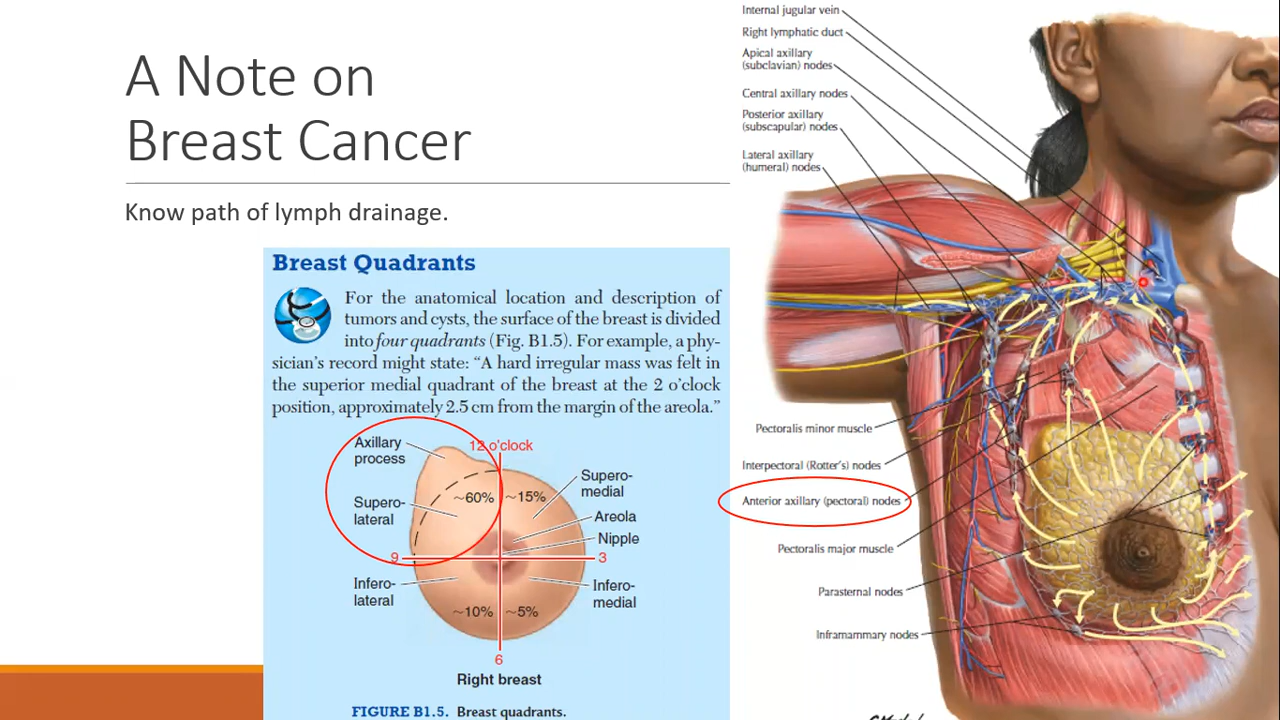 A Note on
Breast Cancer
Know path of lymph drainage.
Breast Quadrants
For the anatomical location and description of
tumors and cysts, the surface of the breast is divided
into four quadrants (Fig. B1.5). For example, a phy-
sician's record might state: "A hard irregular mass was felt in
the superior medial quadrant of the breast at the 2 o'clock
position, approximately 2.5 cm from the margin of the areola."
Axillary
process
12 o'clock
Supero-
medial
~60%
~15%
Supero-
lateral
Areola
Nipple
9
3
Infero-
lateral
Infero-
medial
~10%
~5%
6
Right breast
FIGURE B1.5. Breast quadrants.
Internal jugular vein
Right lymphatic duct
Apical axillary
(subclavian) nodes
Central axillary nodes
Posterior axillary
(subscapular) nodes
Lateral axillary
(humeral) nodes
Pectoralis minor muscle
Interpectoral (Rotter's) nodes
Anterior axillary (pectoral) nodes
Pectoralis major muscle
Parasternal nodes
Inframammary nodes